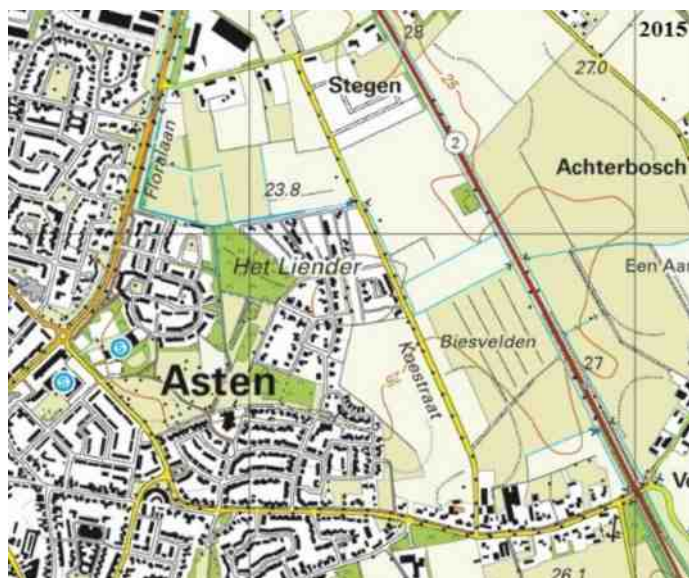 2015
28
Stegen
25
27.0
2
Achterbosch
Floralaan
23.8
Het Liender
Een Aar
Biesvelden
Asten
Koestraat
27
26.1